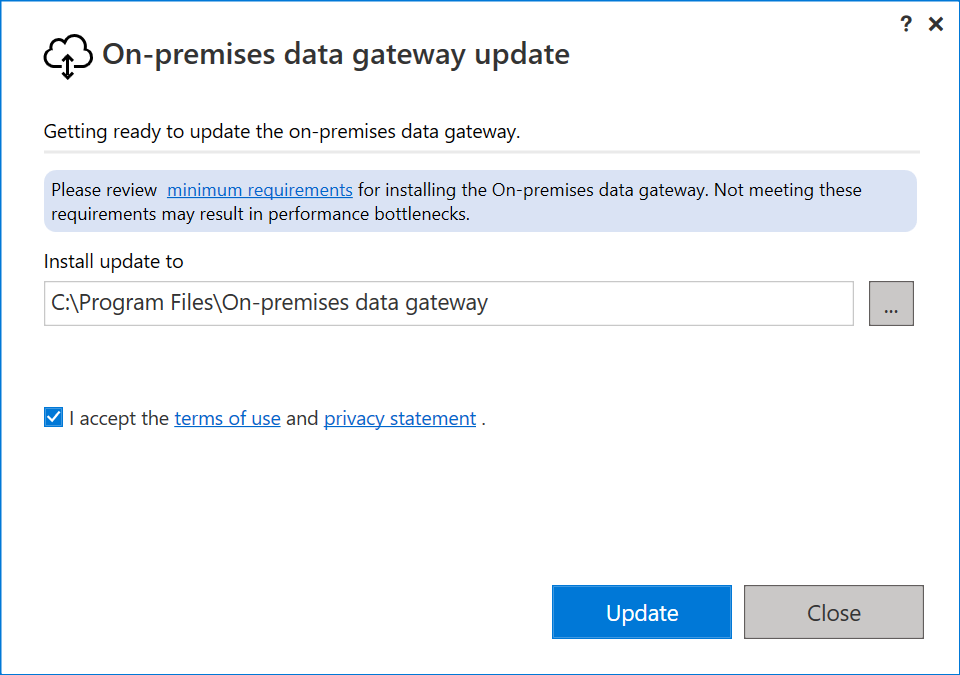 ? ×
On-premises data gateway update
Getting ready to update the on-premises data gateway.
Please review minimum requirements for installing the On-premises data gateway. Not meeting these
requirements may result in performance bottlenecks.
Install update to
C:\Program Files\On-premises data gateway
...
I accept the terms of use and privacy statement .
Update Close